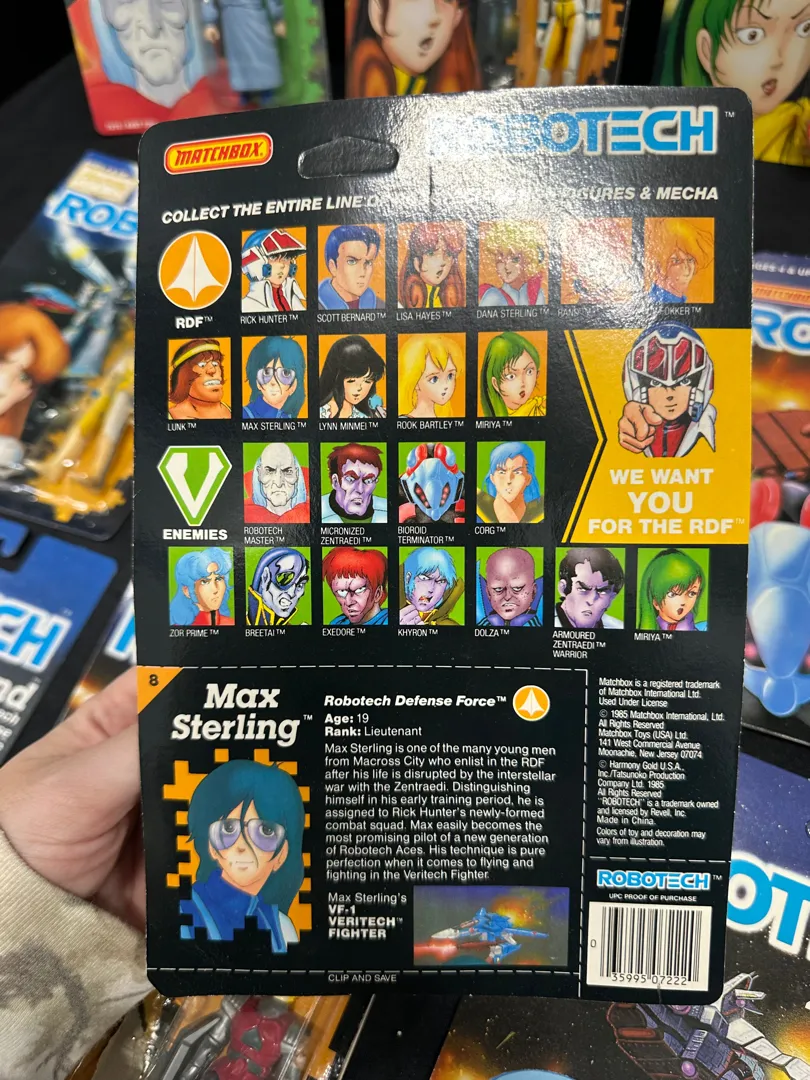 MATCHBOX.
ROBOTECH™
COLLECT THE ENTIRE LINE O
FIGURES & MECHA
RDF™
RICK HUNTER™
SCOTT BERNARD™
LISA HAYES™
DANA STERLING™
RAND
FOKKER™
LUNK™
MAX STERLING™
LYNN MINMEI™
ROOK BARTLEY™
MIRIYA™
WE WANT
YOU
FOR THE RDF™
ENEMIES
ROBOTECH
MASTER™
MICRONIZED
ZENTRAEDI™
BIOROID
TERMINATOR™
CORG™
ZOR PRIME™
BREETAI™
EXEDORE™
KHYRON™
DOLZA™
ARMOURED
ZENTRAEDI™
WARRIOR
MIRIYA™
8
Max
Sterling™
Robotech Defense Force™
Age: 19
Rank: Lieutenant
Max Sterling is one of the many young men
from Macross City who enlist in the RDF
after his life is disrupted by the interstellar
war with the Zentraedi. Distinguishing
himself in his early training period, he is
assigned to Rick Hunter's newly-formed
combat squad. Max easily becomes the
most promising pilot of a new generation
of Robotech Aces. His technique is pure
perfection when it comes to flying and
fighting in the Veritech Fighter.
Max Sterling's
VF-1
VERITECH™
FIGHTER
CLIP AND SAVE
Matchbox is a registered trademark
of Matchbox International Ltd.
Used Under License
© 1985 Matchbox International, Ltd.
All Rights Reserved
Matchbox Toys (USA) Ltd.
141 West Commercial Avenue
Moonachie, New Jersey 07074
© Harmony Gold U.S.A.,
Inc./Tatsunoko Production
Company Ltd. 1985
All Rights Reserved
"ROBOTECH" is a trademark owned
and licensed by Revell, Inc.
Made in China.
Colors of toy and decoration may
vary from illustration.
ROBOTECH™
UPC PROOF OF PURCHASE
0
35995 07222
ROB
CH
nd
RO
OT